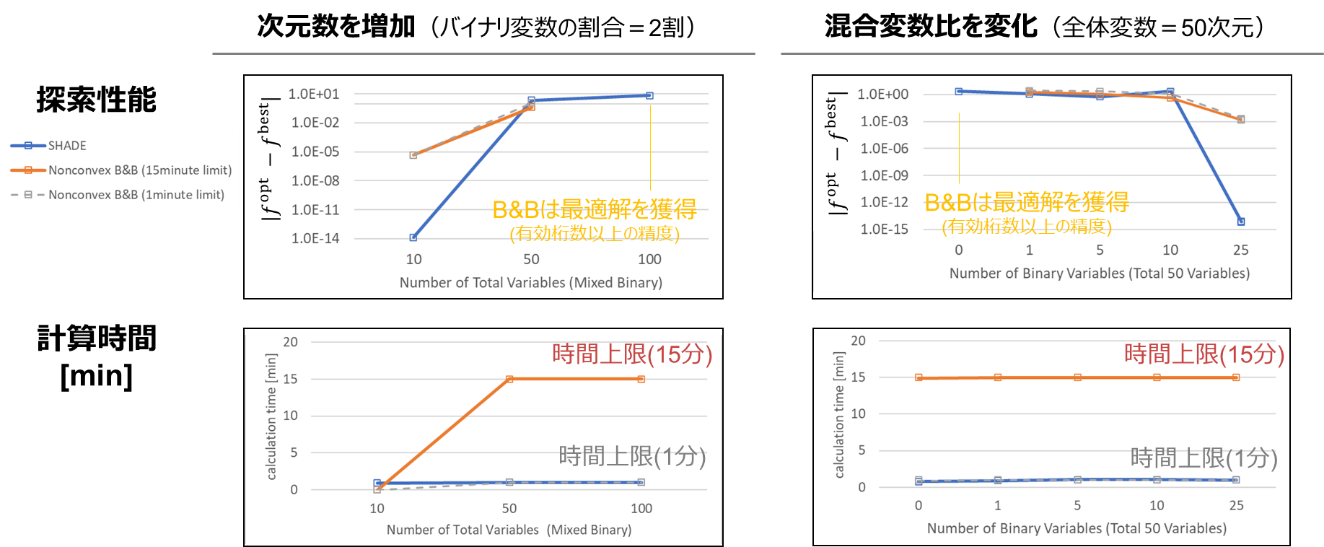 次元数を増加（バイナリ変数の割合＝2割）
混合変数比を変化（全体変数＝50次元）
探索性能
SHADE
Nonconvex B&B (15minute limit)
Nonconvex B&B (1minute limit)
|f^opt − f^best|
1.0E+01
1.0E-02
1.0E-05
1.0E-08
1.0E-11
1.0E-14
B&Bは最適解を獲得
(有効桁数以上の精度)
10
50
100
Number of Total Variables (Mixed Binary)
|f^opt − f^best|
1.0E+00
1.0E-03
1.0E-06
1.0E-09
1.0E-12
1.0E-15
B&Bは最適解を獲得
(有効桁数以上の精度)
0
1
5
10
25
Number of Binary Variables (Total 50 Variables)
計算時間
[min]
calculation time [min]
20
15
10
5
0
時間上限(15分)
時間上限(1分)
10
50
100
Number of Total Variables (Mixed Binary)
calculation time [min]
20
15
10
5
0
時間上限(15分)
時間上限(1分)
0
1
5
10
25
Number of Binary Variables (Total 50 Variables)